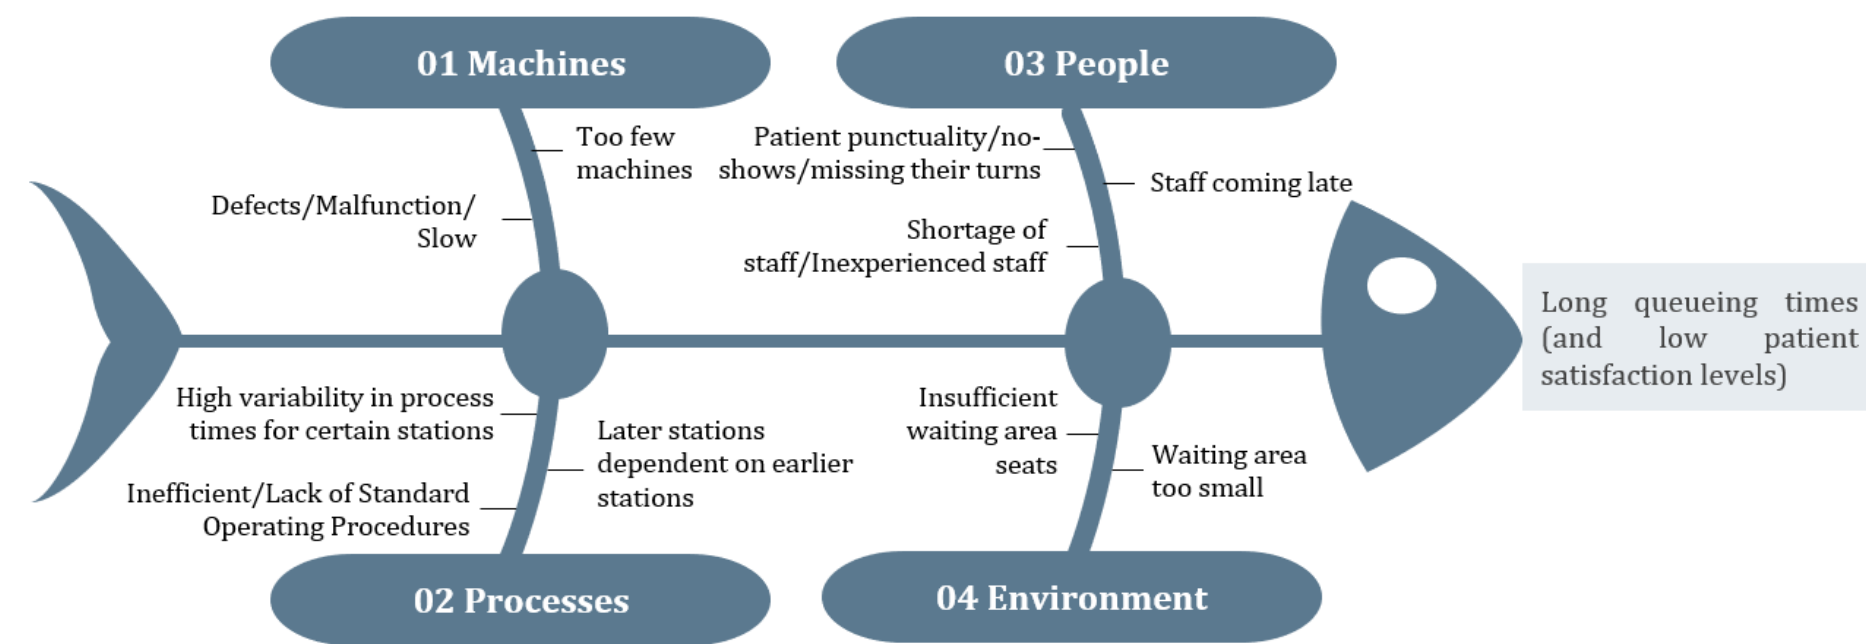 01 Machines
03 People
Too few
machines
Defects/Malfunction/
Slow
Patient punctuality/no-
shows/missing their turns
Staff coming late
Shortage of
staff/Inexperienced staff
Long queueing times
(and low patient
satisfaction levels)
High variability in process
times for certain stations
Later stations
dependent on earlier
stations
Inefficient/Lack of Standard
Operating Procedures
Insufficient
waiting area
seats
Waiting area
too small
02 Processes
04 Environment